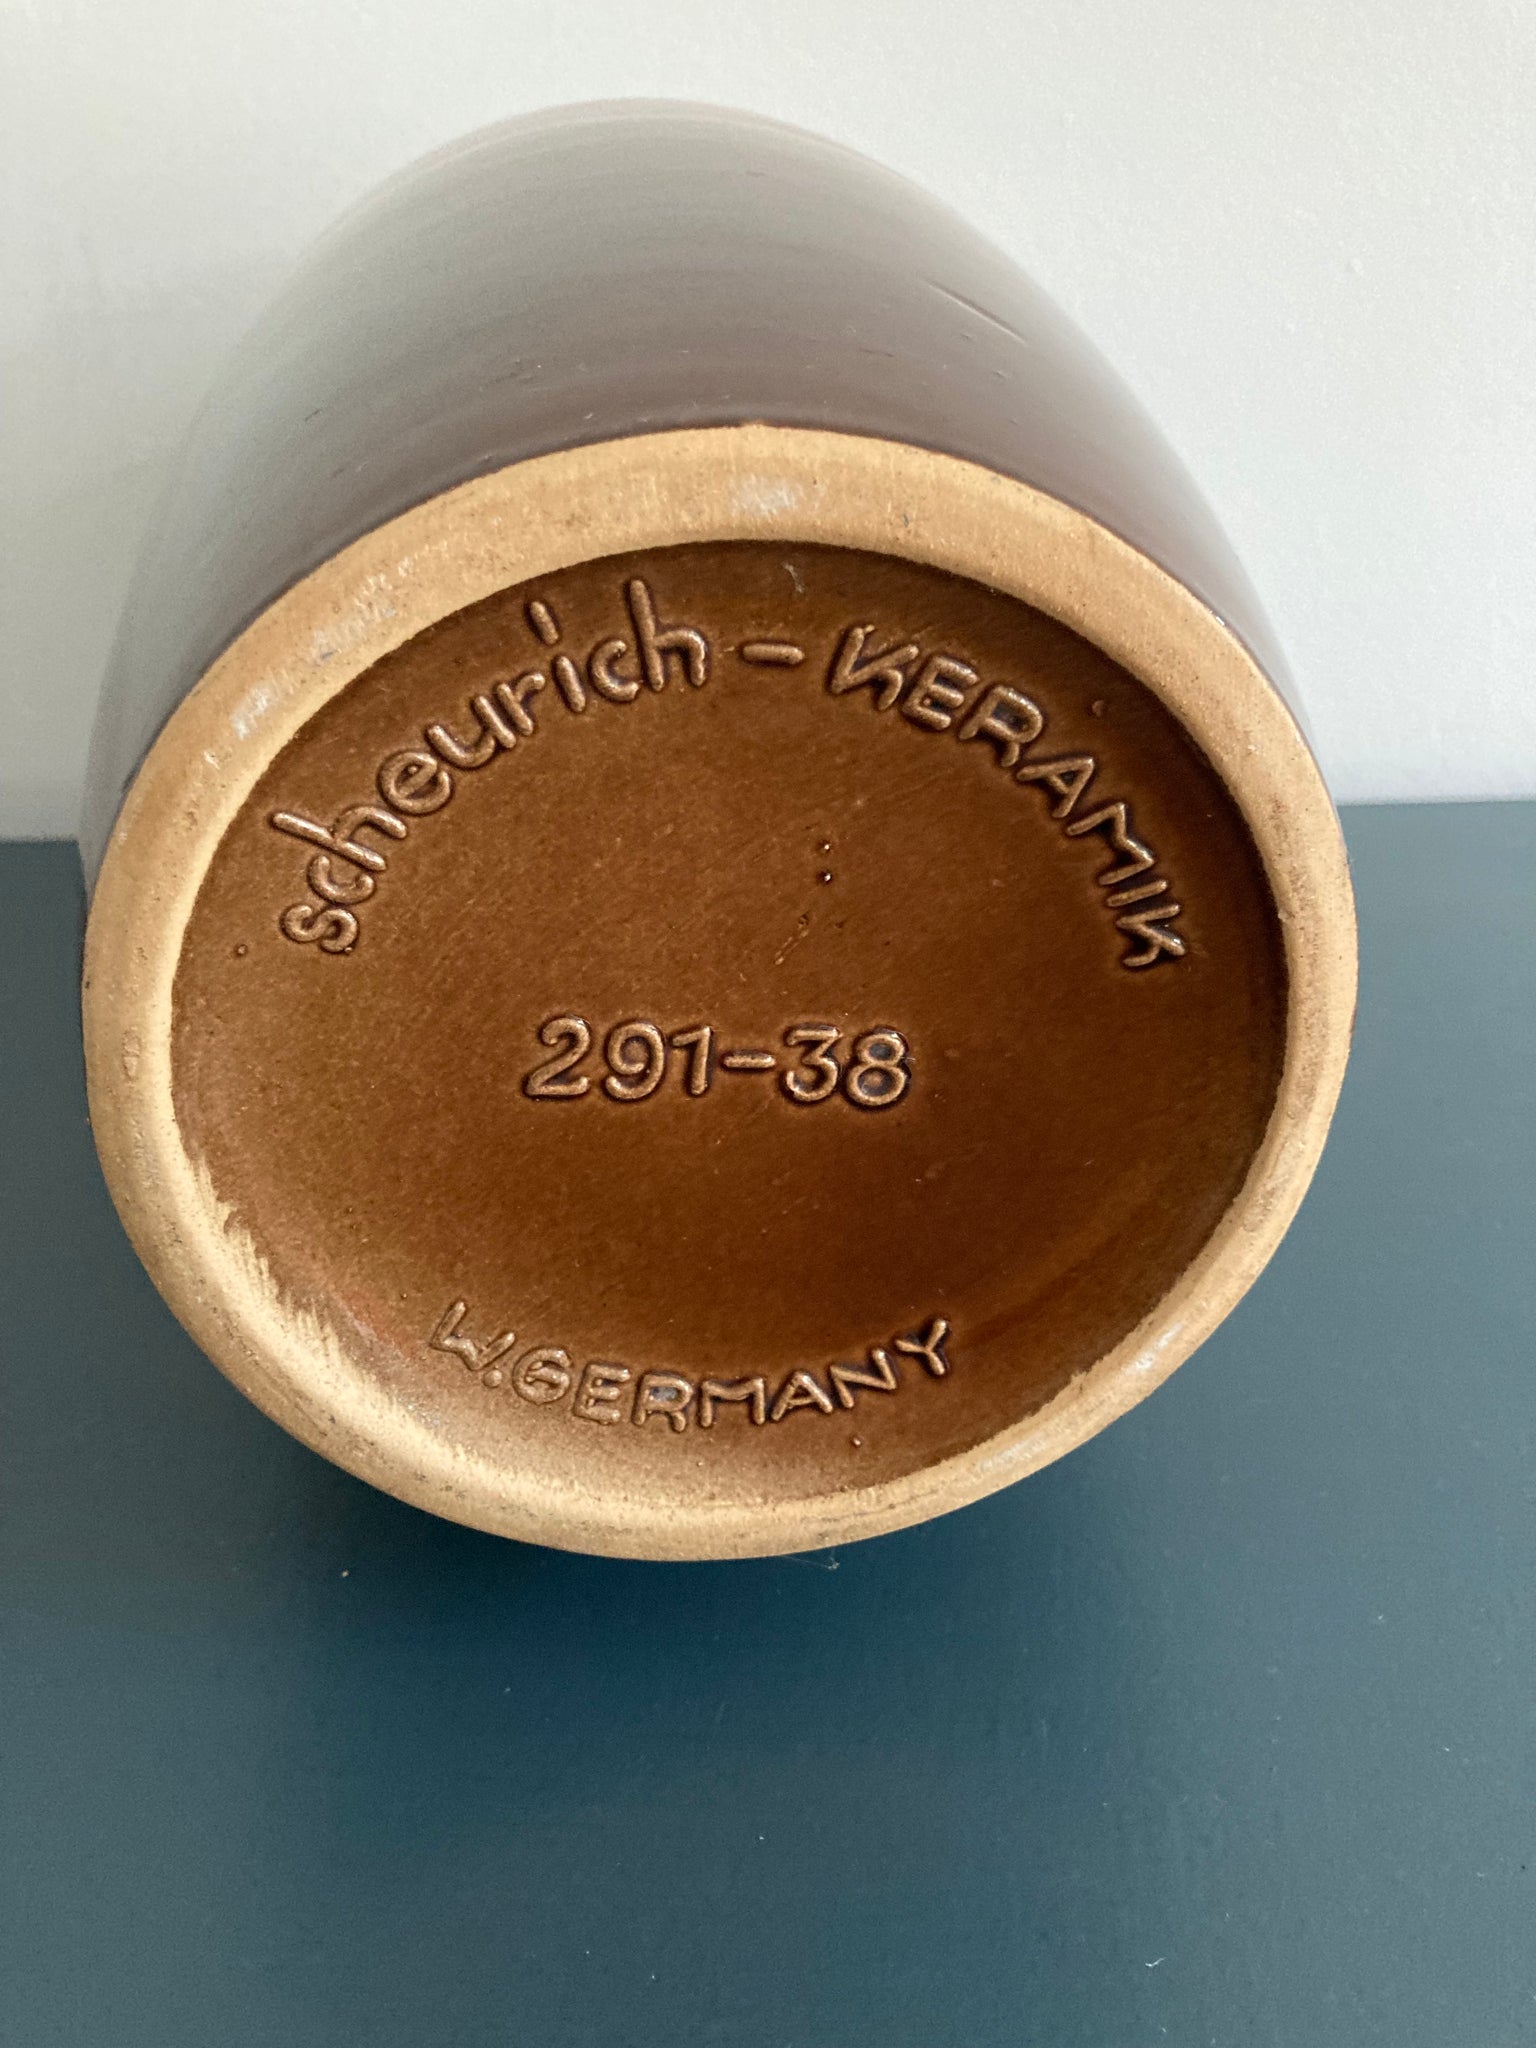 scheurich - KERAMIK
291-38
W. GERMANY